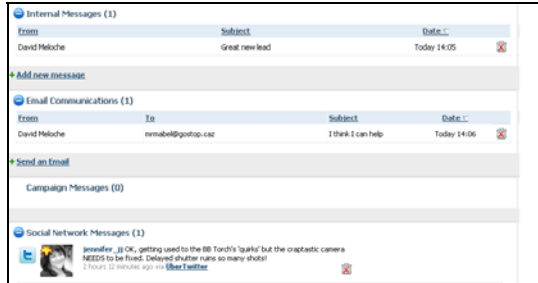 Internal Messages (1)
From Subject Date
David Meloche Great new lead Today 14:05
+ Add new message
Email Communications (1)
From To Subject Date
David Meloche mrmabel@gostop.caz I think I can help Today 14:06
+ Send an Email
Campaign Messages (0)
Social Network Messages (1)
jennifer_jj OK, getting used to the BB Torch's 'quirks' but the craptastic camera
NEEDS to be fixed. Delayed shutter runs so many shots!
2 hours 12 minutes ago via UberTwitter